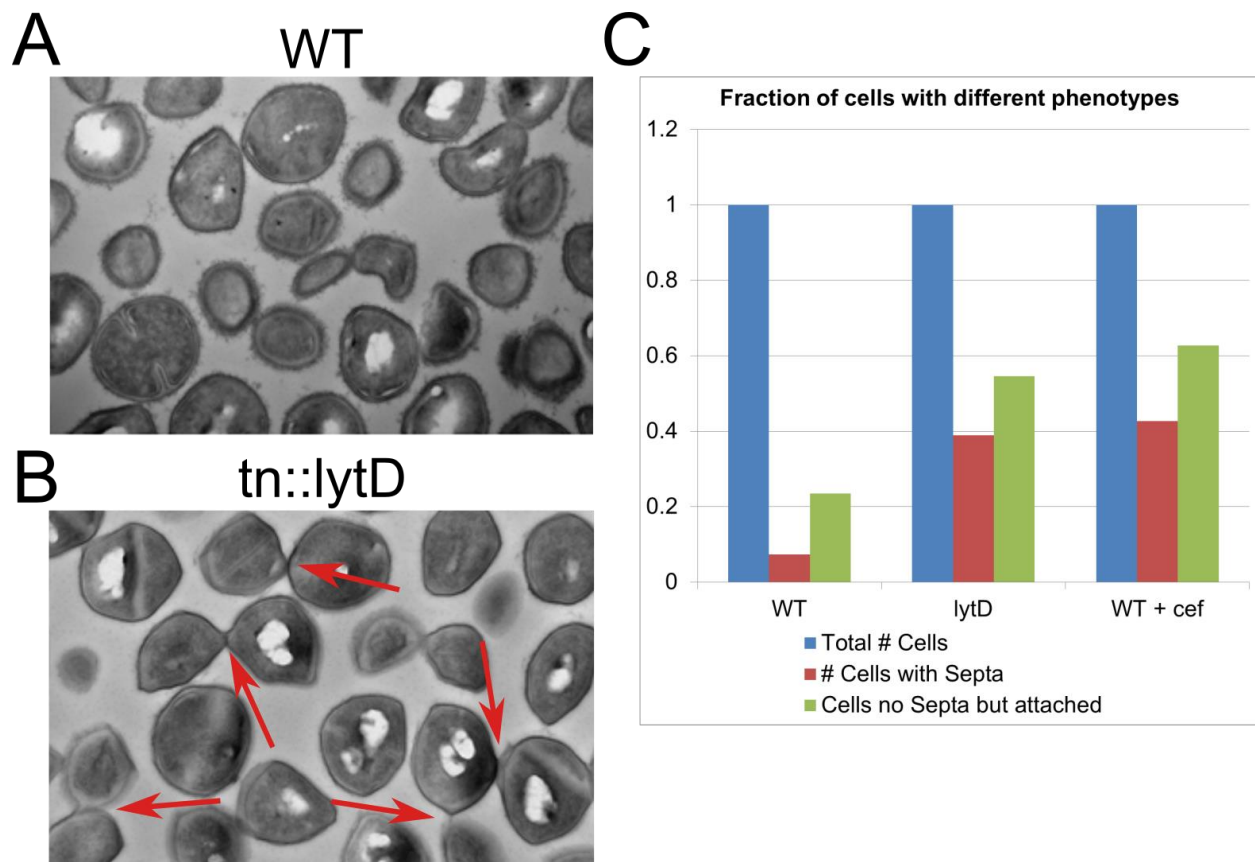 A
WT
B
tn::lytD
C
Fraction of cells with different phenotypes
1.2
1
0.8
0.6
0.4
0.2
0
WT
lytD
WT + cef
Total # Cells
# Cells with Septa
Cells no Septa but attached